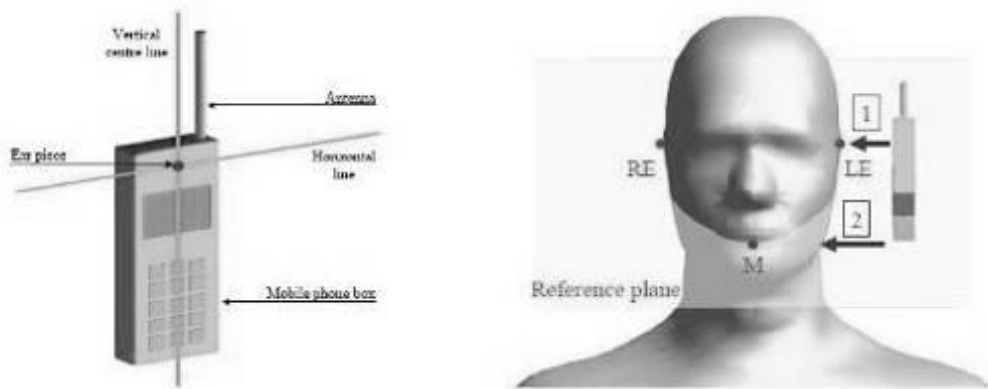 Vertical
centre line
Antenna
Ear piece
Horizontal
line
Mobile phone box
1
RE
LE
2
M
Reference plane